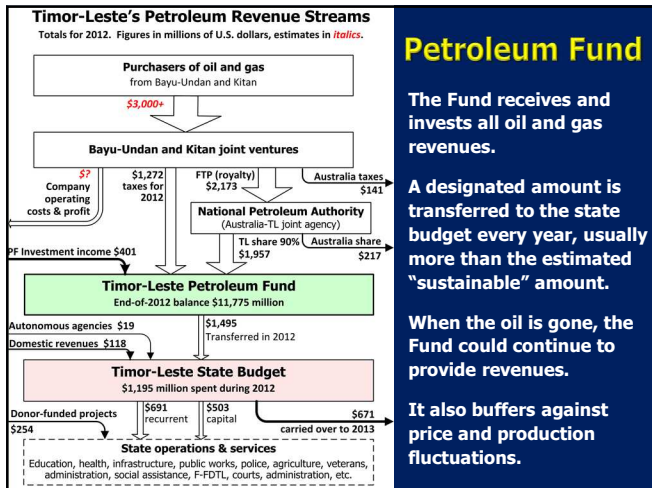 Timor-Leste's Petroleum Revenue Streams
Totals for 2012. Figures in millions of U.S. dollars, estimates in italics.
Purchasers of oil and gas
from Bayu-Undan and Kitan
$3,000+
Bayu-Undan and Kitan joint ventures
$?
Company
operating
costs & profit
$1,272
taxes for
2012
FTP (royalty)
$2,173
Australia taxes
$141
National Petroleum Authority
(Australia-TL joint agency)
TL share 90%
$1,957
Australia share
$217
PF Investment income $401
Timor-Leste Petroleum Fund
End-of-2012 balance $11,775 million
$1,495
Transferred in 2012
Autonomous agencies $19
Domestic revenues $118
Timor-Leste State Budget
$1,195 million spent during 2012
Donor-funded projects
$254
$691
recurrent
$503
capital
$671
carried over to 2013
State operations & services
Education, health, infrastructure, public works, police, agriculture, veterans,
administration, social assistance, F-FDTL, courts, administration, etc.
Petroleum Fund
The Fund receives and
invests all oil and gas
revenues.
A designated amount is
transferred to the state
budget every year, usually
more than the estimated
"sustainable" amount.
When the oil is gone, the
Fund could continue to
provide revenues.
It also buffers against
price and production
fluctuations.